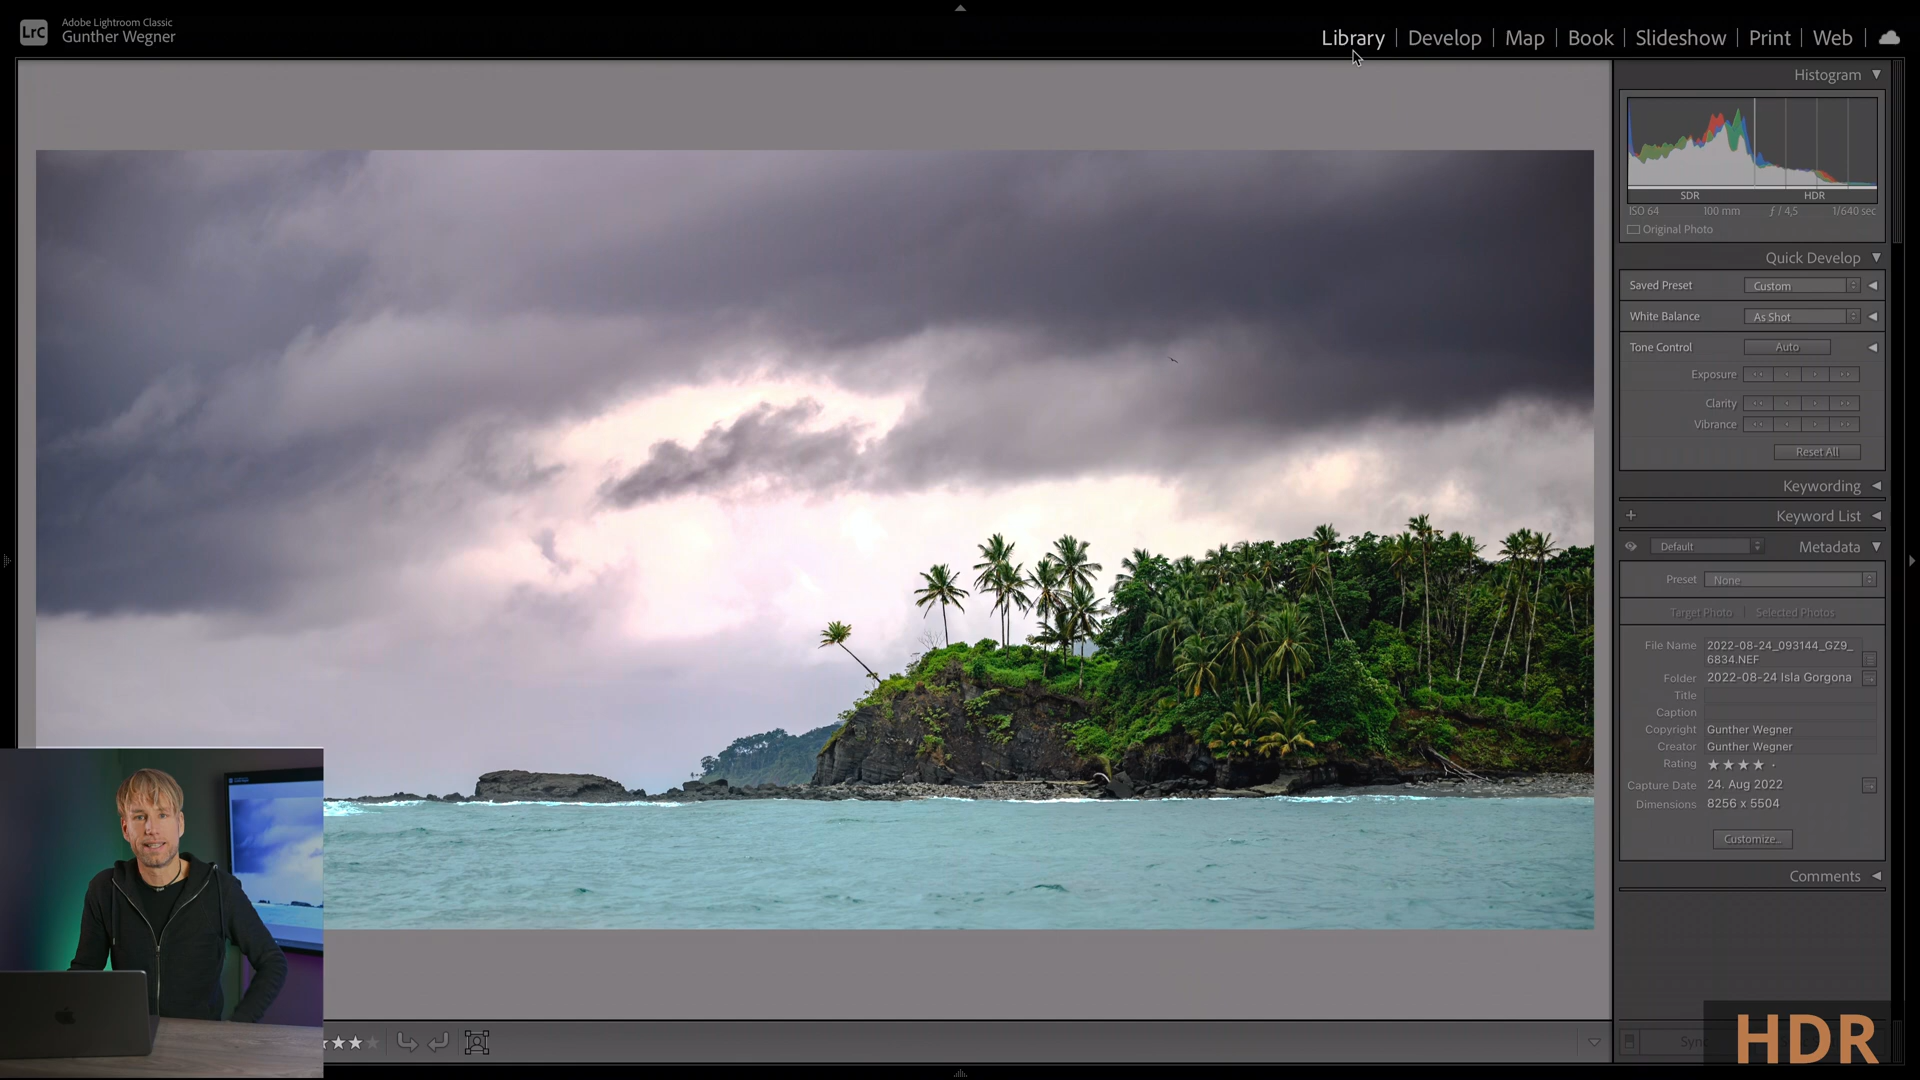 LrC
Adobe Lightroom Classic
Gunther Wegner
Library | Develop | Map | Book | Slideshow | Print | Web
Histogram
SDR HDR
ISO 64 100 mm ƒ / 4,5 1/640 sec
Original Photo
Quick Develop
Saved Preset Custom
White Balance As Shot
Tone Control Auto
Exposure
Clarity
Vibrance
Reset All
Keywording
+ Keyword List
Default Metadata
Preset None
Target Photo Selected Photos
File Name 2022-08-24_093144_GZ9_
6834.NEF
Folder 2022-08-24 Isla Gorgona
Title
Caption
Copyright Gunther Wegner
Creator Gunther Wegner
Rating ★★★★ ·
Capture Date 24. Aug 2022
Dimensions 8256 x 5504
Customize...
Comments
HDR